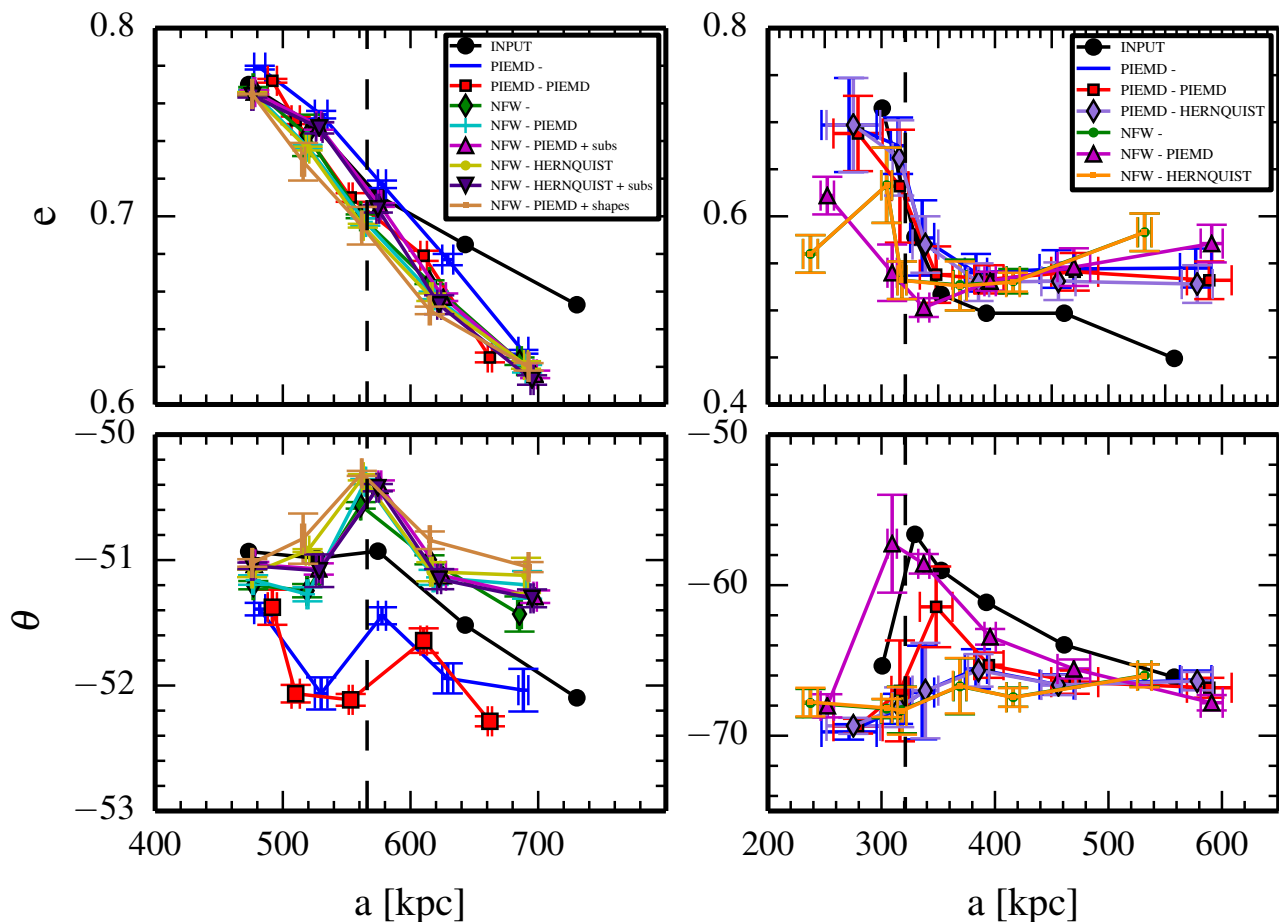 0.8
0.7
0.6
e
INPUT
PIEMD -
PIEMD - PIEMD
NFW -
NFW - PIEMD
NFW - PIEMD + subs
NFW - HERNQUIST
NFW - HERNQUIST + subs
NFW - PIEMD + shapes
0.8
0.6
0.4
INPUT
PIEMD -
PIEMD - PIEMD
PIEMD - HERNQUIST
NFW -
NFW - PIEMD
NFW - HERNQUIST
−50
−51
−52
−53
θ
400
500
600
700
a [kpc]
−50
−60
−70
200
300
400
500
600
a [kpc]